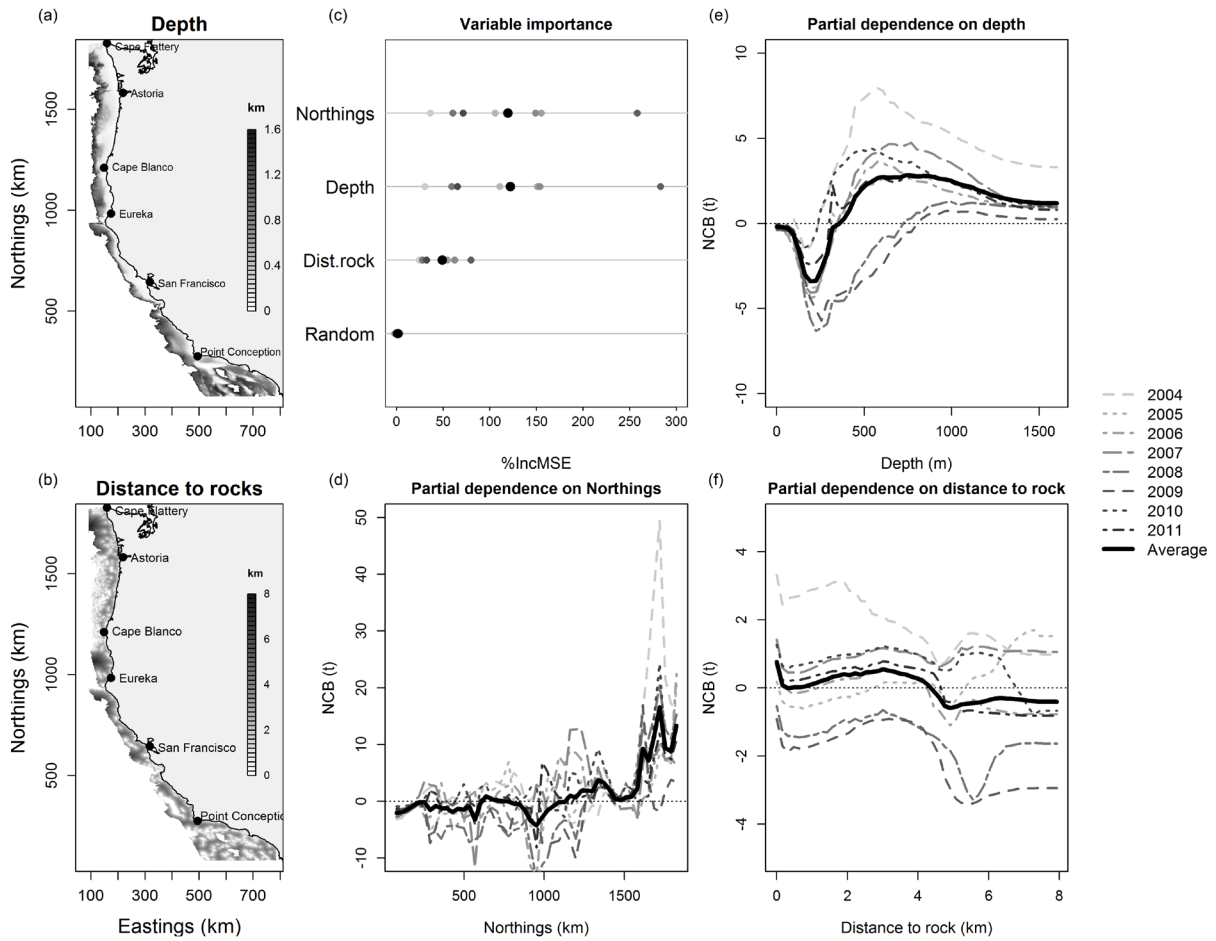 (a)
Depth
Northings (km)
500
1000
1500
Cape Flattery
Astoria
Cape Blanco
Eureka
San Francisco
Point Conception
km
1.6
1.2
0.8
0.4
0
100 300 500 700
(b)
Distance to rocks
Northings (km)
500
1000
1500
Cape Flattery
Astoria
Cape Blanco
Eureka
San Francisco
Point Conceptic
km
8
6
4
2
0
100 300 500 700
Eastings (km)
(c)
Variable importance
Northings
Depth
Dist.rock
Random
0 50 100 150 200 250 300
%IncMSE
(d)
Partial dependence on Northings
NCB (t)
50
40
30
20
10
0
-10
500 1000 1500
Northings (km)
(e)
Partial dependence on depth
NCB (t)
10
5
0
-5
-10
0 500 1000 1500
Depth (m)
(f)
Partial dependence on distance to rock
NCB (t)
4
2
0
-2
-4
0 2 4 6 8
Distance to rock (km)
2004
2005
2006
2007
2008
2009
2010
2011
Average